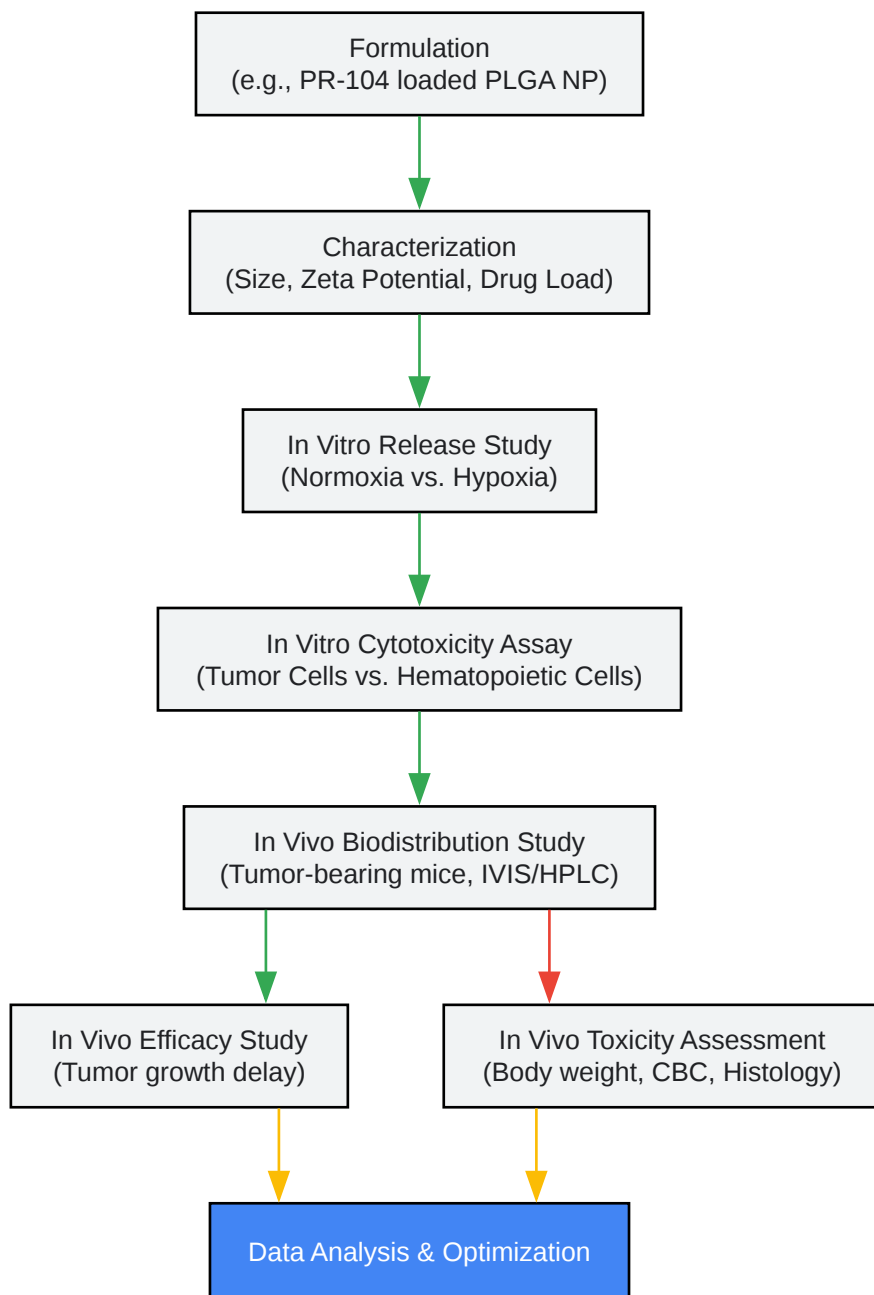 Formulation
(e.g., PR-104 loaded PLGA NP)
Characterization
(Size, Zeta Potential, Drug Load)
In Vitro Release Study
(Normoxia vs. Hypoxia)
In Vitro Cytotoxicity Assay
(Tumor Cells vs. Hematopoietic Cells)
In Vivo Biodistribution Study
(Tumor-bearing mice, IVIS/HPLC)
In Vivo Efficacy Study
(Tumor growth delay)
In Vivo Toxicity Assessment
(Body weight, CBC, Histology)
Data Analysis & Optimization